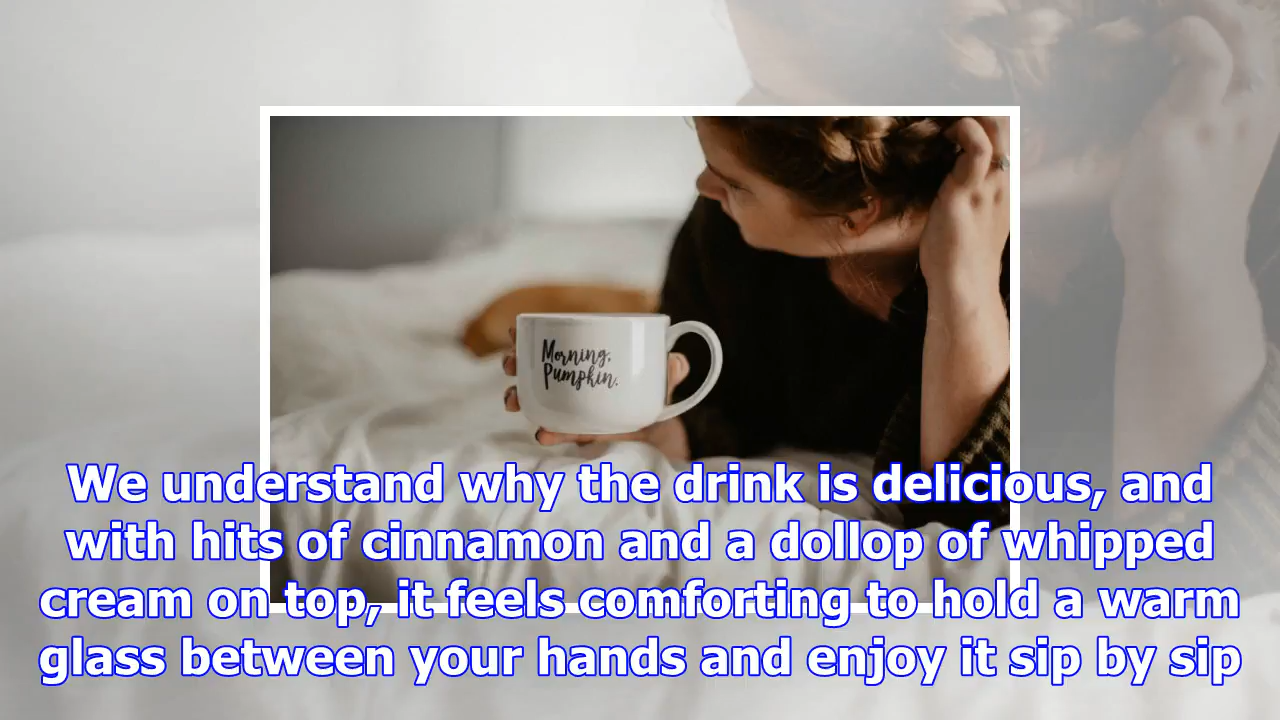 Morning,
Pumpkin.
We understand why the drink is delicious, and
with hits of cinnamon and a dollop of whipped
cream on top, it feels comforting to hold a warm
glass between your hands and enjoy it sip by sip